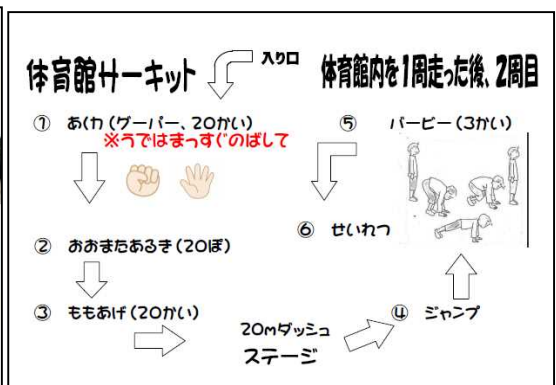 体育館サーキット
入り口
体育館内を1周走った後、2周目
① あくカ（グーパー、20かい）
※うではまっすぐのばして
② おおまたあるき（20ぽ）
③ ももあげ（20かい）
20mダッシュ
ステージ
④ ジャンプ
⑤ バービー（3かい）
⑥ せいれつ